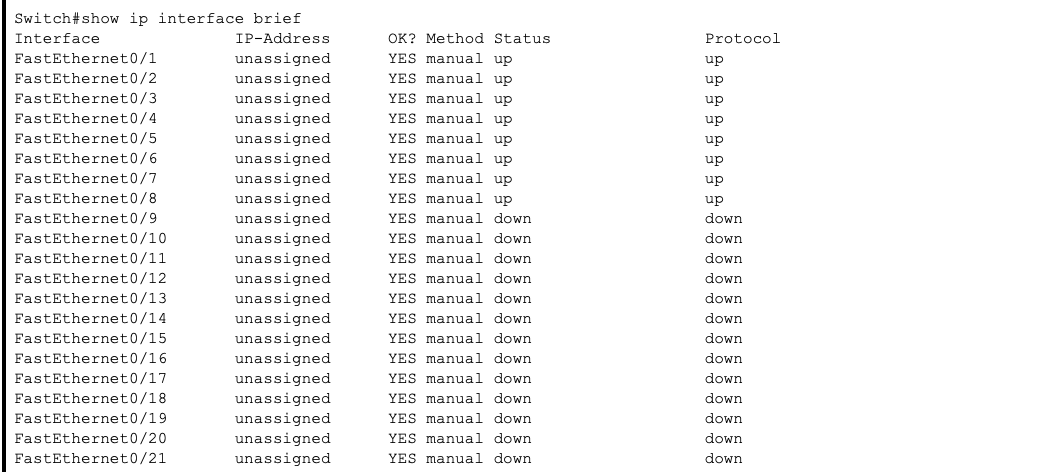 Switch#show ip interface brief
Interface IP-Address OK? Method Status Protocol
FastEthernet0/1 unassigned YES manual up up
FastEthernet0/2 unassigned YES manual up up
FastEthernet0/3 unassigned YES manual up up
FastEthernet0/4 unassigned YES manual up up
FastEthernet0/5 unassigned YES manual up up
FastEthernet0/6 unassigned YES manual up up
FastEthernet0/7 unassigned YES manual up up
FastEthernet0/8 unassigned YES manual up up
FastEthernet0/9 unassigned YES manual down down
FastEthernet0/10 unassigned YES manual down down
FastEthernet0/11 unassigned YES manual down down
FastEthernet0/12 unassigned YES manual down down
FastEthernet0/13 unassigned YES manual down down
FastEthernet0/14 unassigned YES manual down down
FastEthernet0/15 unassigned YES manual down down
FastEthernet0/16 unassigned YES manual down down
FastEthernet0/17 unassigned YES manual down down
FastEthernet0/18 unassigned YES manual down down
FastEthernet0/19 unassigned YES manual down down
FastEthernet0/20 unassigned YES manual down down
FastEthernet0/21 unassigned YES manual down down